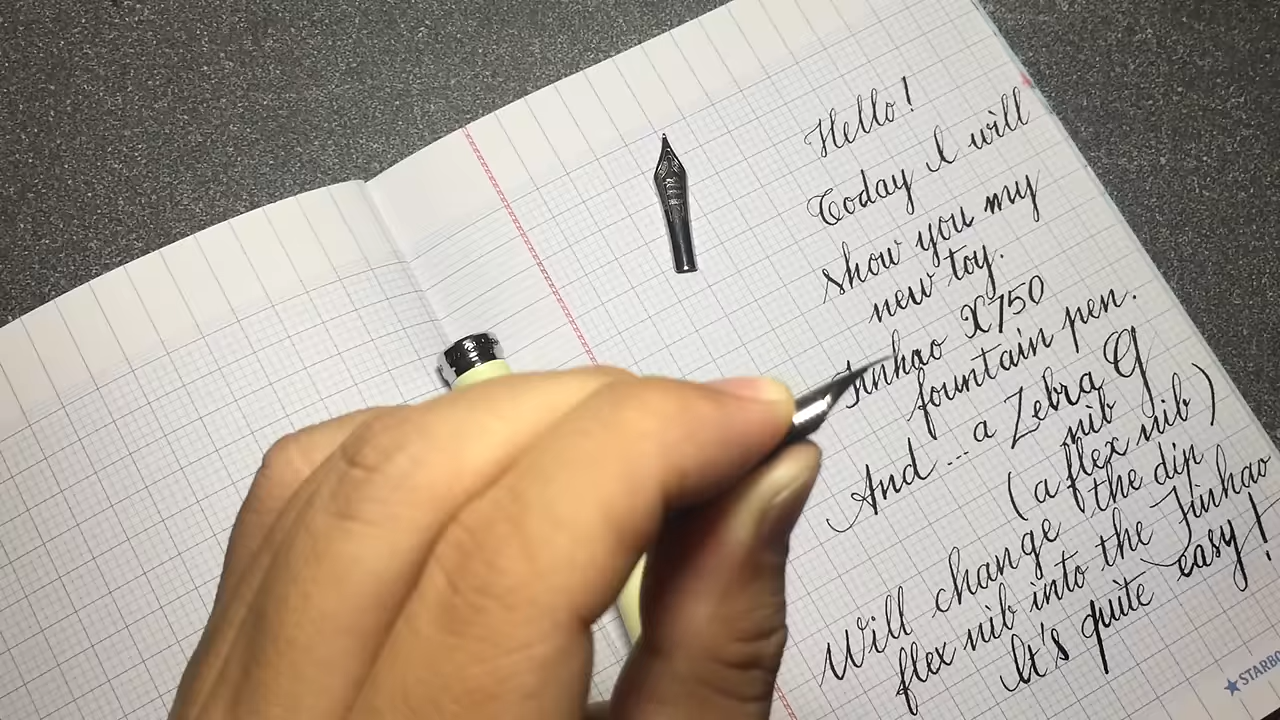 Hello!
Today I will
show you my
new toy.
Jinhao X750
fountain pen.
And ... a Zebra G
nib
(a flex nib)
Will change the dip
flex nib into the Jinhao
It's quite easy!
STARBO